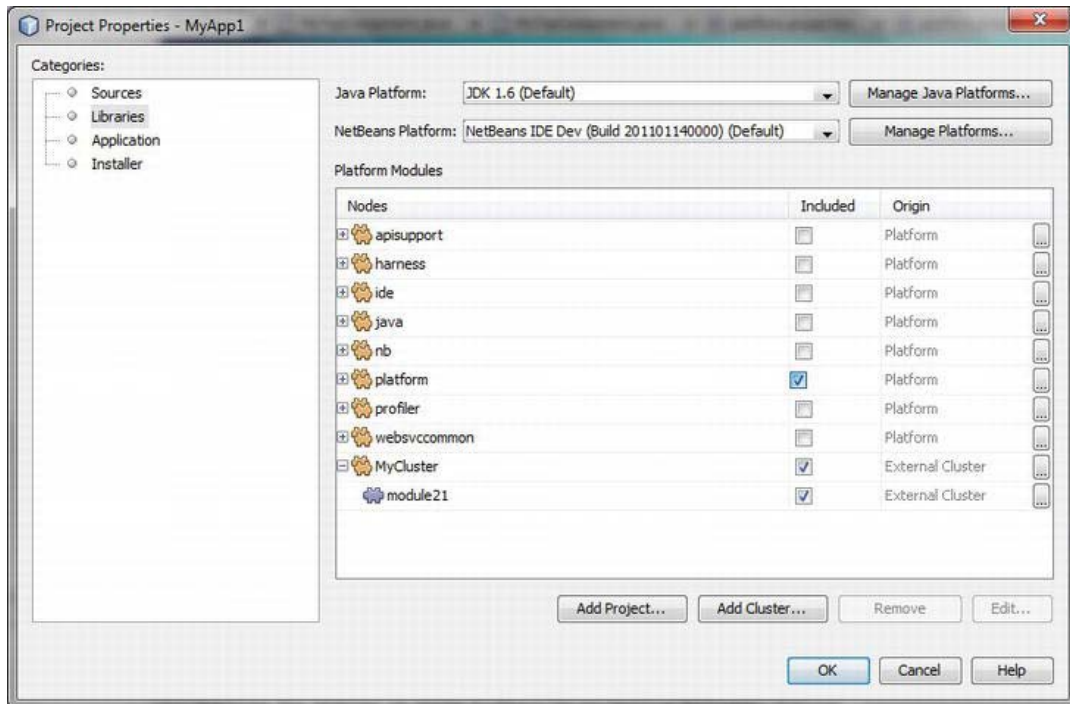 Project Properties - MyApp1
Categories:
Sources
Libraries
Application
Installer
Java Platform: JDK 1.6 (Default) Manage Java Platforms...
NetBeans Platform: NetBeans IDE Dev (Build 201101140000) (Default) Manage Platforms...
Platform Modules
Nodes Included Origin
apisupport Platform ...
harness Platform ...
ide Platform ...
java Platform ...
nb Platform ...
platform Platform ...
profiler Platform ...
websvccommon Platform ...
MyCluster External Cluster ...
module21 External Cluster ...
Add Project... Add Cluster... Remove Edit...
OK Cancel Help